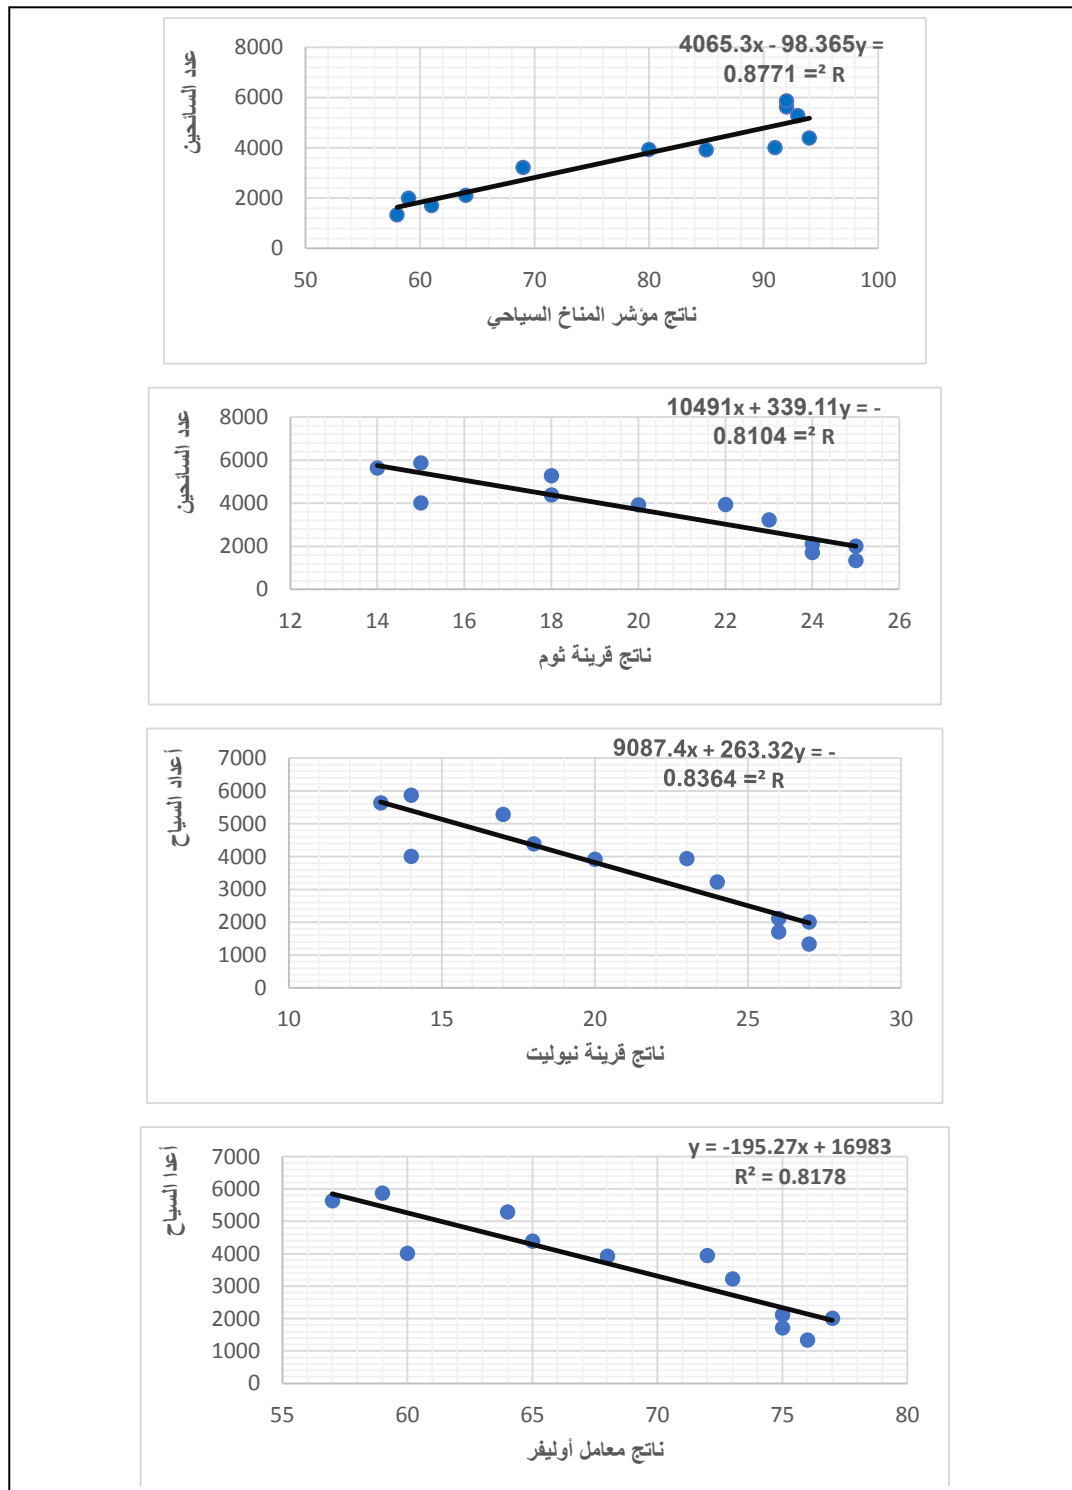 4065.3x - 98.365y =
0.8771 =² R
عدد السائحين
8000
6000
4000
2000
0
50 60 70 80 90 100
ناتج مؤشر المناخ السياحي
10491x + 339.11y = -
0.8104 =² R
عدد السائحين
8000
6000
4000
2000
0
12 14 16 18 20 22 24 26
ناتج قرينة ثوم
9087.4x + 263.32y = -
0.8364 =² R
أعداد السياح
7000
6000
5000
4000
3000
2000
1000
0
10 15 20 25 30
ناتج قرينة نيوليت
y = -195.27x + 16983
R² = 0.8178
أعدا السياح
7000
6000
5000
4000
3000
2000
1000
0
55 60 65 70 75 80
ناتج معامل أوليفر